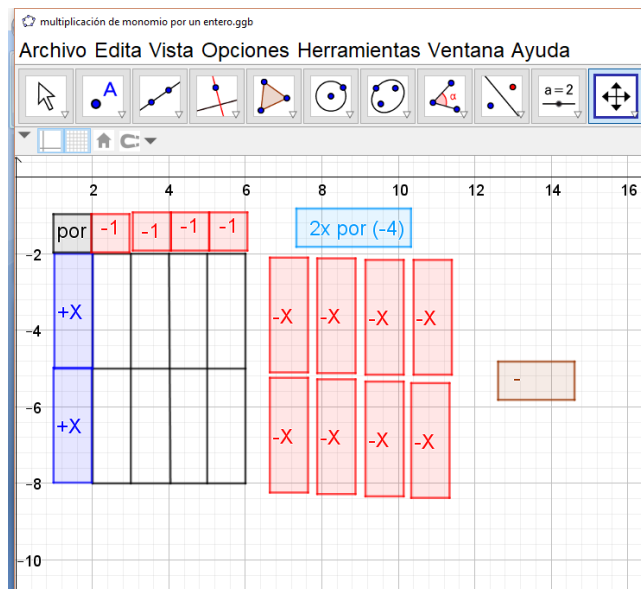 multiplicación de monomio por un entero.ggb
Archivo Edita Vista Opciones Herramientas Ventana Ayuda
A
α
a = 2
2 4 6 8 10 12 14 16
por -1 -1 -1 -1
2x por (-4)
-2
+X
-X -X -X -X
-4
-
-6
+X
-X -X -X -X
-8
-10